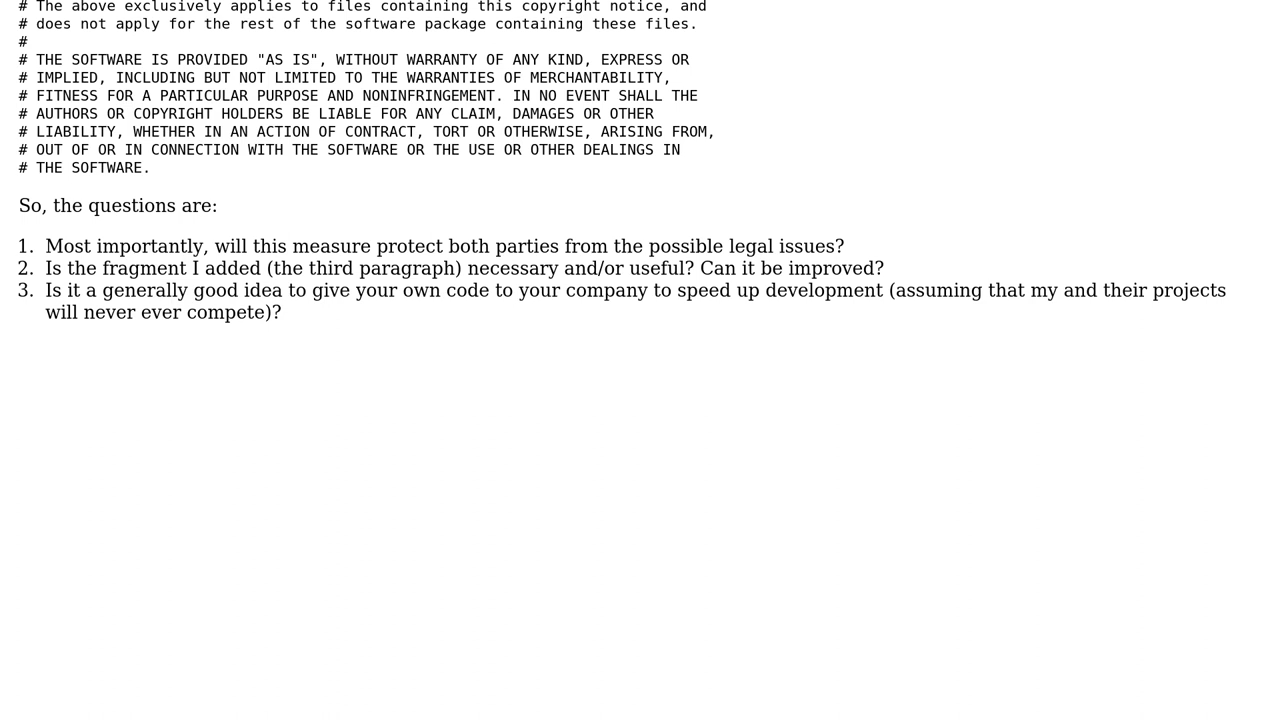 # The above exclusively applies to files containing this copyright notice, and
# does not apply for the rest of the software package containing these files.
#
# THE SOFTWARE IS PROVIDED "AS IS", WITHOUT WARRANTY OF ANY KIND, EXPRESS OR
# IMPLIED, INCLUDING BUT NOT LIMITED TO THE WARRANTIES OF MERCHANTABILITY,
# FITNESS FOR A PARTICULAR PURPOSE AND NONINFRINGEMENT. IN NO EVENT SHALL THE
# AUTHORS OR COPYRIGHT HOLDERS BE LIABLE FOR ANY CLAIM, DAMAGES OR OTHER
# LIABILITY, WHETHER IN AN ACTION OF CONTRACT, TORT OR OTHERWISE, ARISING FROM,
# OUT OF OR IN CONNECTION WITH THE SOFTWARE OR THE USE OR OTHER DEALINGS IN
# THE SOFTWARE.
So, the questions are:
1. Most importantly, will this measure protect both parties from the possible legal issues?
2. Is the fragment I added (the third paragraph) necessary and/or useful? Can it be improved?
3. Is it a generally good idea to give your own code to your company to speed up development (assuming that my and their projects
will never ever compete)?